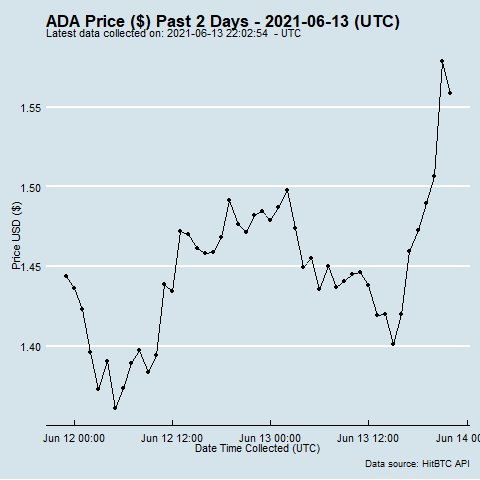 ADA Price ($) Past 2 Days - 2021-06-13 (UTC)
Latest data collected on: 2021-06-13 22:02:54 - UTC
Price USD ($)
1.55
1.50
1.45
1.40
Jun 12 00:00 Jun 12 12:00 Jun 13 00:00 Jun 13 12:00 Jun 14 00
Date Time Collected (UTC)
Data source: HitBTC API